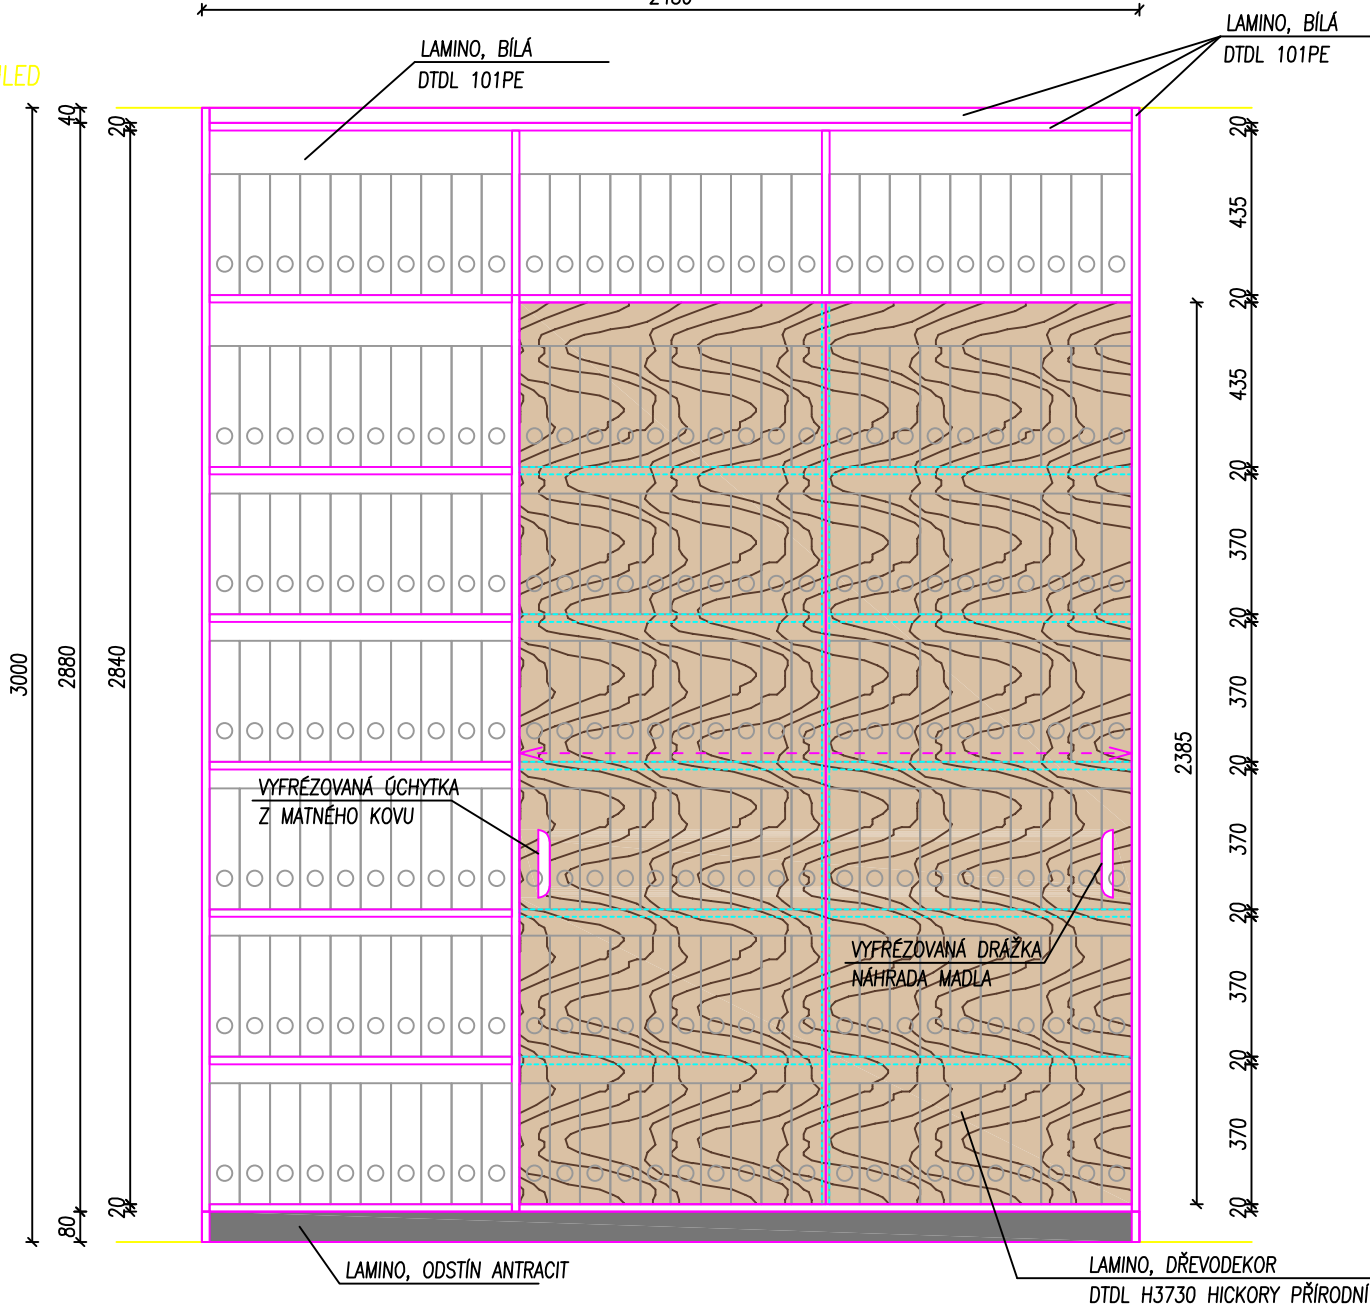 LAMINO, BÍLÁ
DTDL 101PE
LAMINO, BÍLÁ
DTDL 101PE
40
20
3000
2880
2840
80
20
20
435
20
435
20
370
20
370
20
370
20
370
20
370
20
2385
VYFRÉZOVANÁ ÚCHYTKA
Z MATNÉHO KOVU
VYFRÉZOVANÁ DRÁŽKA
NÁHRADA MADLA
LAMINO, ODSTÍN ANTRACIT
LAMINO, DŘEVODEKOR
DTDL H3730 HICKORY PŘÍRODNÍ